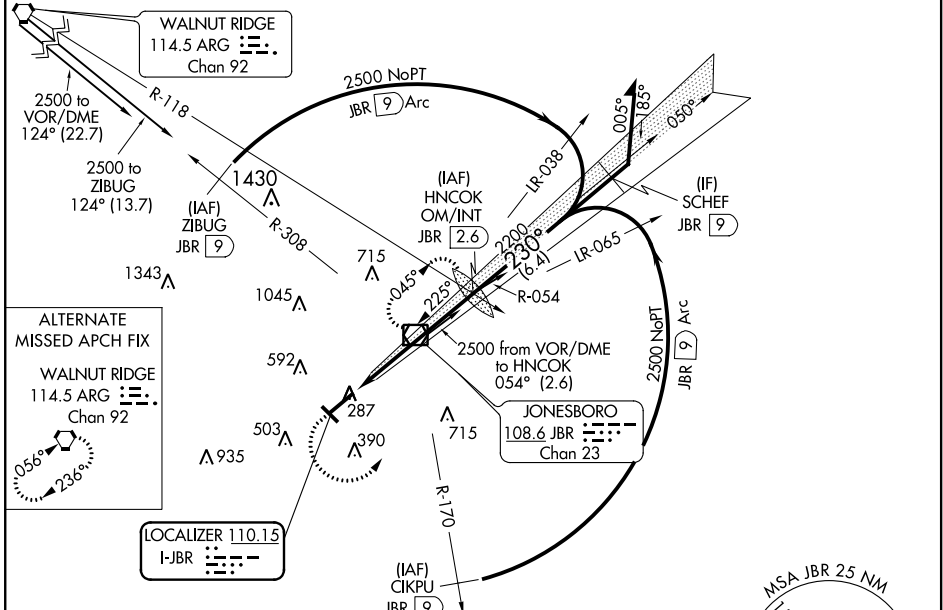 WALNUT RIDGE
114.5 ARG
Chan 92
2500 to
VOR/DME
124° (22.7)
2500 to
ZIBUG
124° (13.7)
R-118
2500 NoPT
JBR 9 Arc
(IAF)
ZIBUG
JBR 9
1430
R-308
(IAF)
HNCOK
OM/INT
JBR 2.6
LR-038
005°
185°
050°
(IF)
SCHEF
JBR 9
2200
230°
(6.4)
LR-065
R-054
1343
715
1045
045°
225°
2500 from VOR/DME
to HNCOK
054° (2.6)
2500 NoPT
JBR 9 Arc
ALTERNATE
MISSED APCH FIX
WALNUT RIDGE
114.5 ARG
Chan 92
056°
236°
592
287
503
390
935
715
JONESBORO
108.6 JBR
Chan 23
R-170
LOCALIZER 110.15
I-JBR
(IAF)
CIKPU
JBR 9
MSA JBR 25 NM